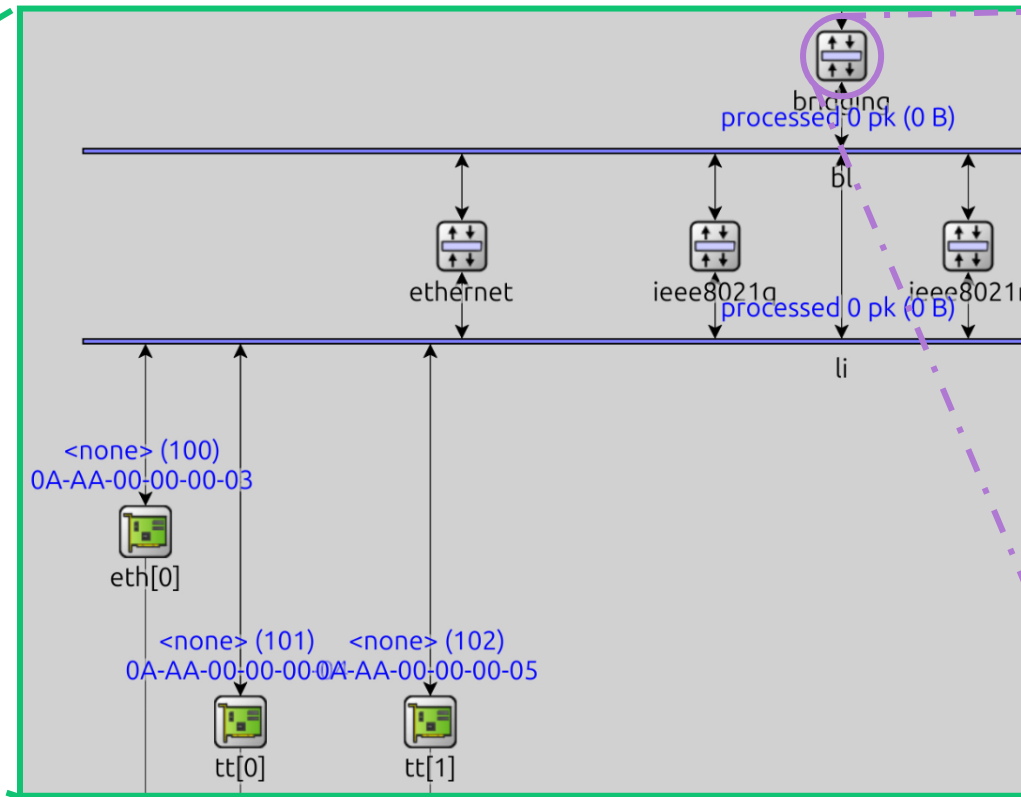 bridging
processed 0 pk (0 B)
bl
ethernet
ieee8021q
processed 0 pk (0 B)
li
<none> (100)
0A-AA-00-00-00-03
eth[0]
<none> (101)
<none> (102)
0A-AA-00-00-00-05
tt[0]
tt[1]